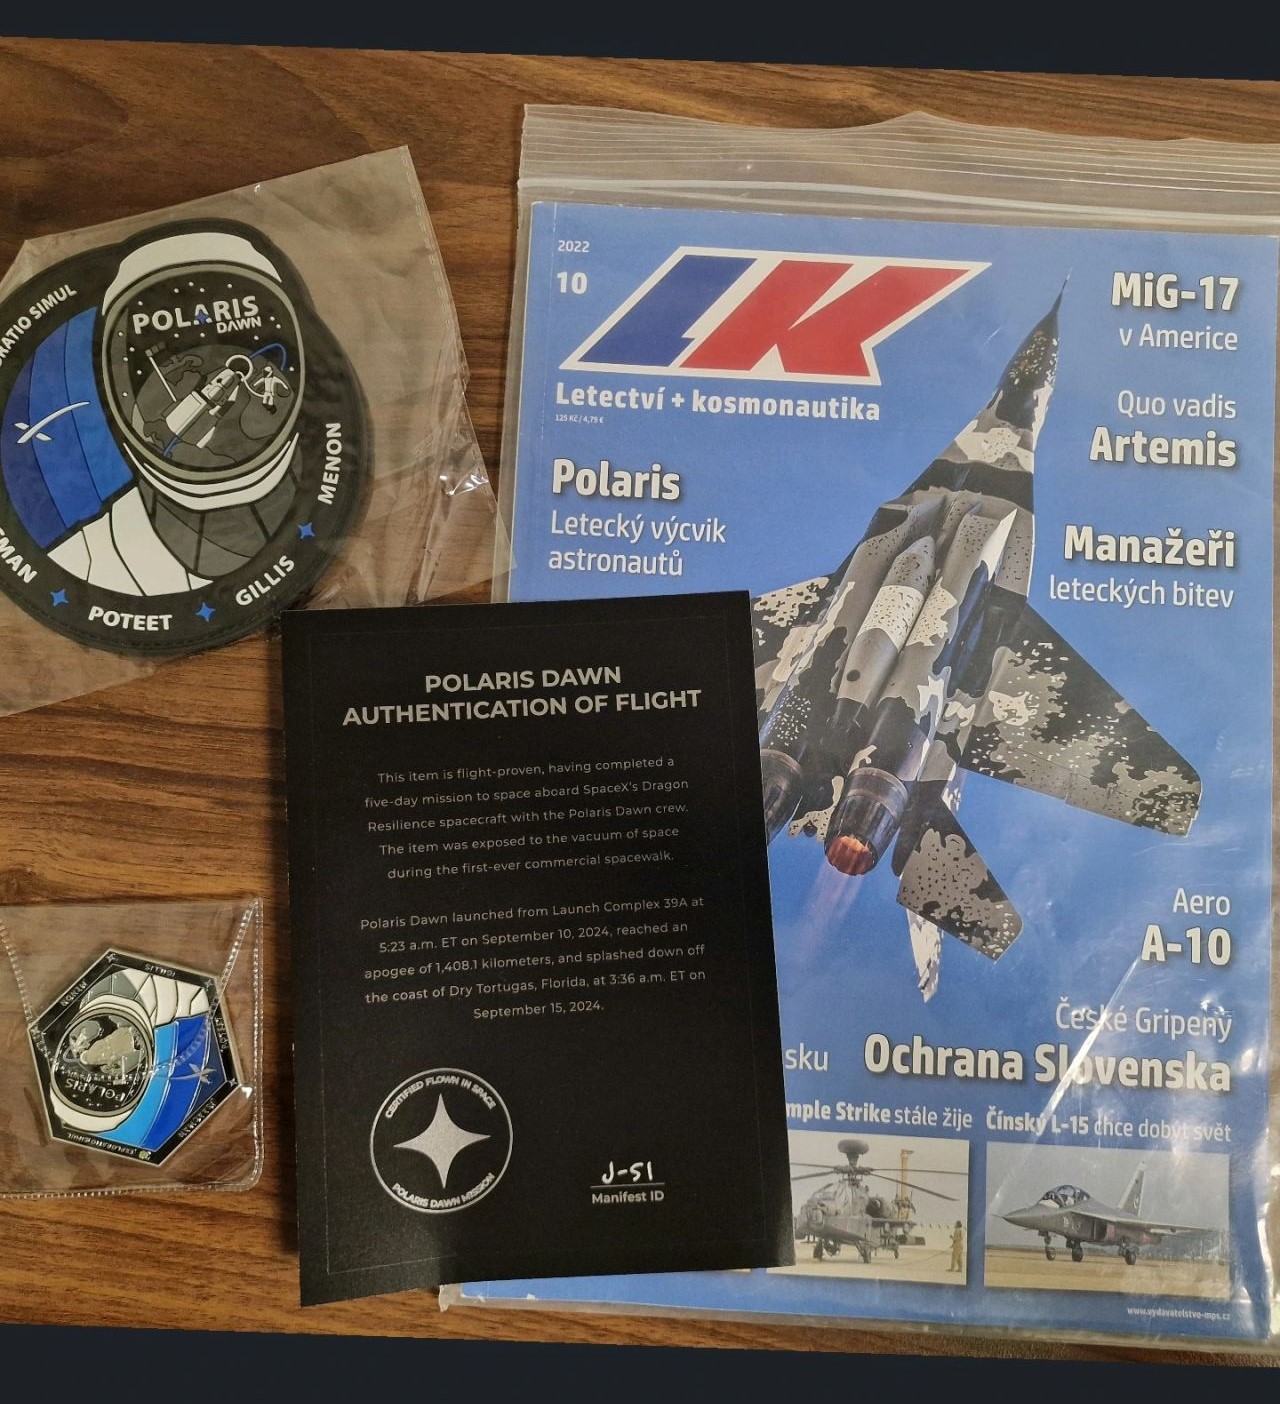 RATIO SIMUL
POLARIS
DAWN
MENON
GILLIS
POTEET
TMAN
2022
10
LK
Letectví + kosmonautika
125 Kč / 4,79 €
Polaris
Letecký výcvik
astronautů
MiG-17
v Americe
Quo vadis
Artemis
Manažeři
leteckých bitev
Aero
A-10
České Gripeny
sku Ochrana Slovenska
mple Strike stále žije Čínský L-15 chce dobýt svět
www.vydavatelstvo-mps.cz
POLARIS DAWN
AUTHENTICATION OF FLIGHT
This item is flight-proven, having completed a
five-day mission to space aboard SpaceX's Dragon
Resilience spacecraft with the Polaris Dawn crew.
The item was exposed to the vacuum of space
during the first-ever commercial spacewalk.
Polaris Dawn launched from Launch Complex 39A at
5:23 a.m. ET on September 10, 2024, reached an
apogee of 1,408.1 kilometers, and splashed down off
the coast of Dry Tortugas, Florida, at 3:36 a.m. ET on
September 15, 2024.
CERTIFIED FLOWN IN SPACE
POLARIS DAWN MISSION
J-51
Manifest ID
GILLIS
MENON
POLARIS